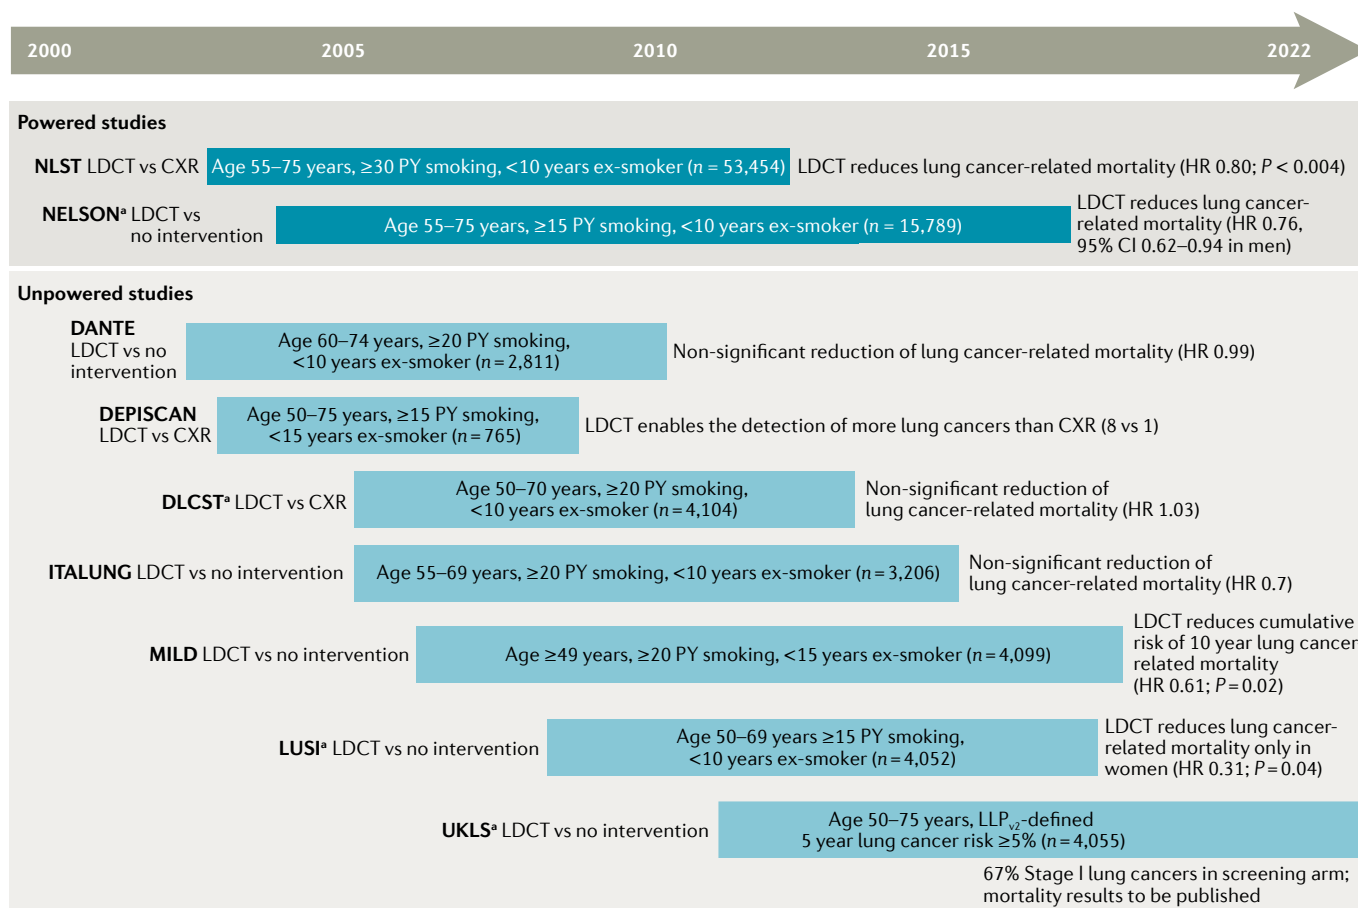 2000 2005 2010 2015 2022
Powered studies
NLST LDCT vs CXR
Age 55–75 years, ≥30 PY smoking, <10 years ex-smoker (n = 53,454)
LDCT reduces lung cancer-related mortality (HR 0.80; P < 0.004)
NELSONᵃ LDCT vs
no intervention
Age 55–75 years, ≥15 PY smoking, <10 years ex-smoker (n = 15,789)
LDCT reduces lung cancer-
related mortality (HR 0.76,
95% CI 0.62–0.94 in men)
Unpowered studies
DANTE
LDCT vs no
intervention
Age 60–74 years, ≥20 PY smoking,
<10 years ex-smoker (n = 2,811)
Non-significant reduction of lung cancer-related mortality (HR 0.99)
DEPISCAN
LDCT vs CXR
Age 50–75 years, ≥15 PY smoking,
<15 years ex-smoker (n = 765)
LDCT enables the detection of more lung cancers than CXR (8 vs 1)
DLCSTᵃ LDCT vs CXR
Age 50–70 years, ≥20 PY smoking,
<10 years ex-smoker (n = 4,104)
Non-significant reduction of
lung cancer-related mortality (HR 1.03)
ITALUNG LDCT vs no intervention
Age 55–69 years, ≥20 PY smoking, <10 years ex-smoker (n = 3,206)
Non-significant reduction of
lung cancer-related mortality (HR 0.7)
MILD LDCT vs no intervention
Age ≥49 years, ≥20 PY smoking, <15 years ex-smoker (n = 4,099)
LDCT reduces cumulative
risk of 10 year lung cancer
related mortality
(HR 0.61; P = 0.02)
LUSIᵃ LDCT vs no intervention
Age 50–69 years ≥15 PY smoking,
<10 years ex-smoker (n = 4,052)
LDCT reduces lung cancer-
related mortality only in
women (HR 0.31; P = 0.04)
UKLSᵃ LDCT vs no intervention
Age 50–75 years, LLPv2-defined
5 year lung cancer risk ≥5% (n = 4,055)
67% Stage I lung cancers in screening arm;
mortality results to be published